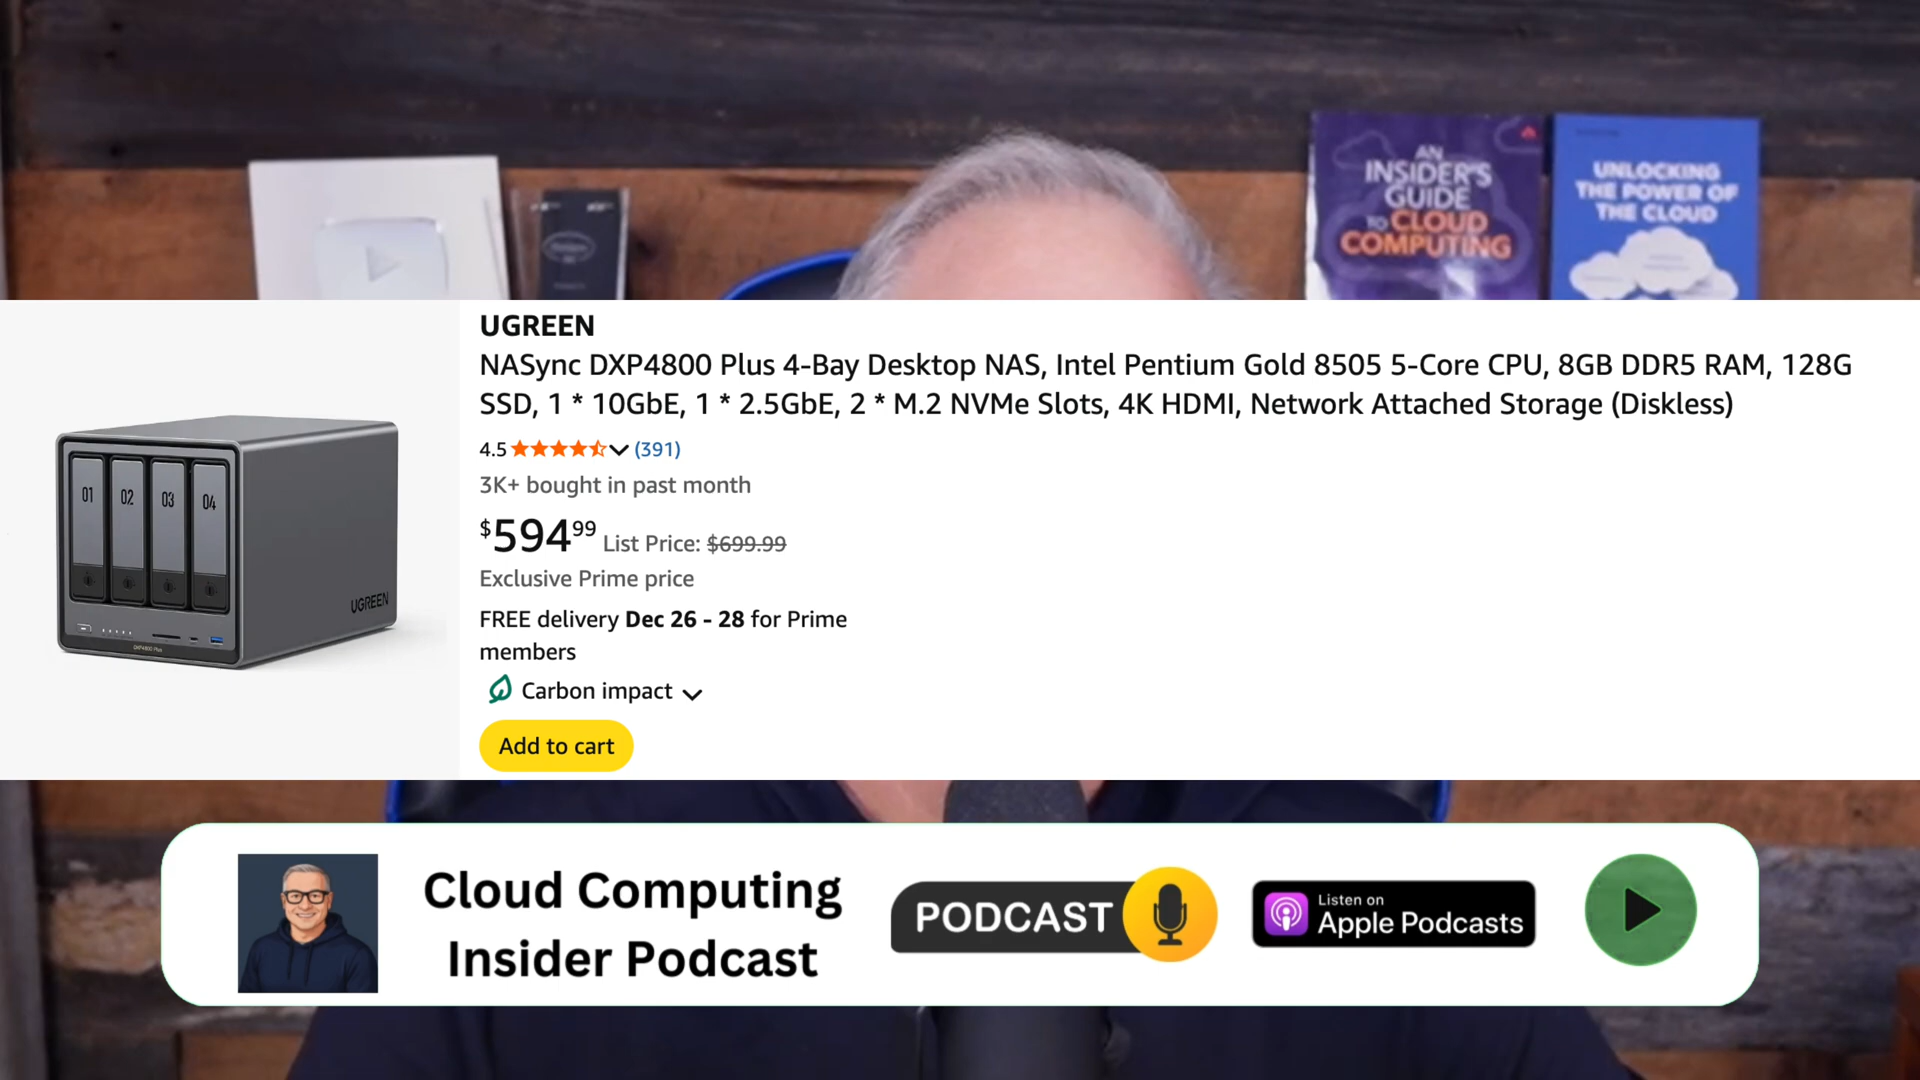 AN
INSIDER'S
GUIDE
TO CLOUD
COMPUTING
UNLOCKING
THE POWER OF
THE CLOUD
UGREEN
NASync DXP4800 Plus 4-Bay Desktop NAS, Intel Pentium Gold 8505 5-Core CPU, 8GB DDR5 RAM, 128G
SSD, 1 * 10GbE, 1 * 2.5GbE, 2 * M.2 NVMe Slots, 4K HDMI, Network Attached Storage (Diskless)
4.5 (391)
3K+ bought in past month
$594.99 List Price: $699.99
Exclusive Prime price
FREE delivery Dec 26 - 28 for Prime
members
Carbon impact
Add to cart
01 02 03 04
UGREEN
DXP4800 Plus
Cloud Computing
Insider Podcast
PODCAST
Listen on
Apple Podcasts